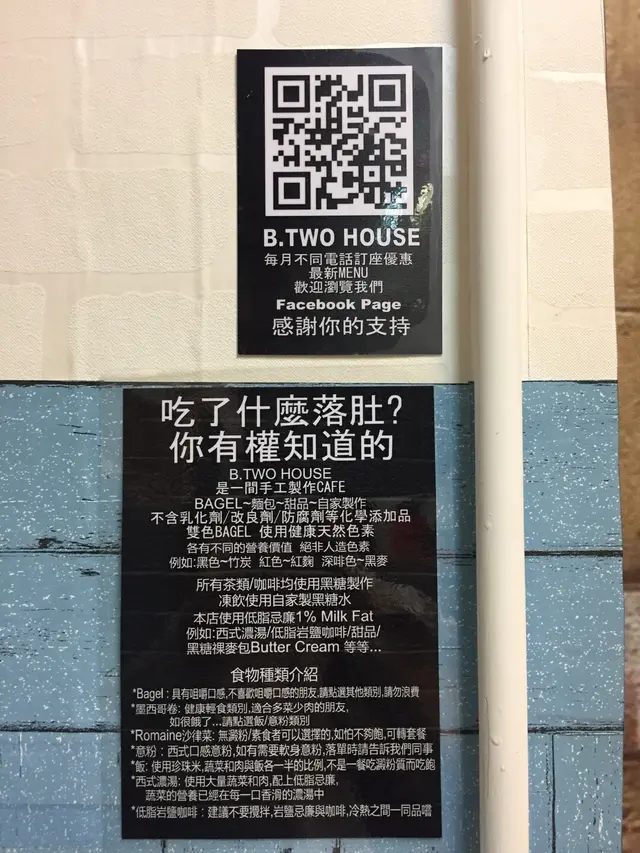 B.TWO HOUSE
每月不同電話訂座優惠
最新MENU
歡迎瀏覽我們
Facebook Page
感謝你的支持
吃了什麼落肚?
你有權知道的
B.TWO HOUSE
是一間手工製作CAFE
BAGEL~麵包~甜品~自家製作
不含乳化劑/改良劑/防腐劑等化學添加品
雙色BAGEL 使用健康天然色素
各有不同的營養價值 絕非人造色素
例如:黑色~竹炭 紅色~紅麴 深啡色~黑麥
所有茶類/咖啡均使用黑糖製作
凍飲使用自家製黑糖水
本店使用低脂忌廉1% Milk Fat
例如:西式濃湯/低脂岩鹽咖啡/甜品/
黑糖裸麥包Butter Cream 等等...
食物種類介紹
*Bagel : 具有咀嚼口感,不喜歡咀嚼口感的朋友,請點選其他類別,請勿浪費
*墨西哥卷: 健康輕食類別,適合多菜少肉的朋友,
如很餓了...請點選飯/意粉類別
*Romaine沙律菜: 無澱粉/素食者可以選擇的,如怕不夠飽,可轉套餐
*意粉 : 西式口感意粉,如有需要軟身意粉,落單時請告訴我們同事
*飯: 使用珍珠米,蔬菜和肉與飯各一半的比例,不是一餐吃澱粉質而吃飽
*西式濃湯: 使用大量蔬菜和肉,配上低脂忌廉,
蔬菜的營養已經在每一口香滑的濃湯中
*低脂岩鹽咖啡 : 建議不要攪拌,岩鹽忌廉與咖啡,冷熱之間一同品嚐